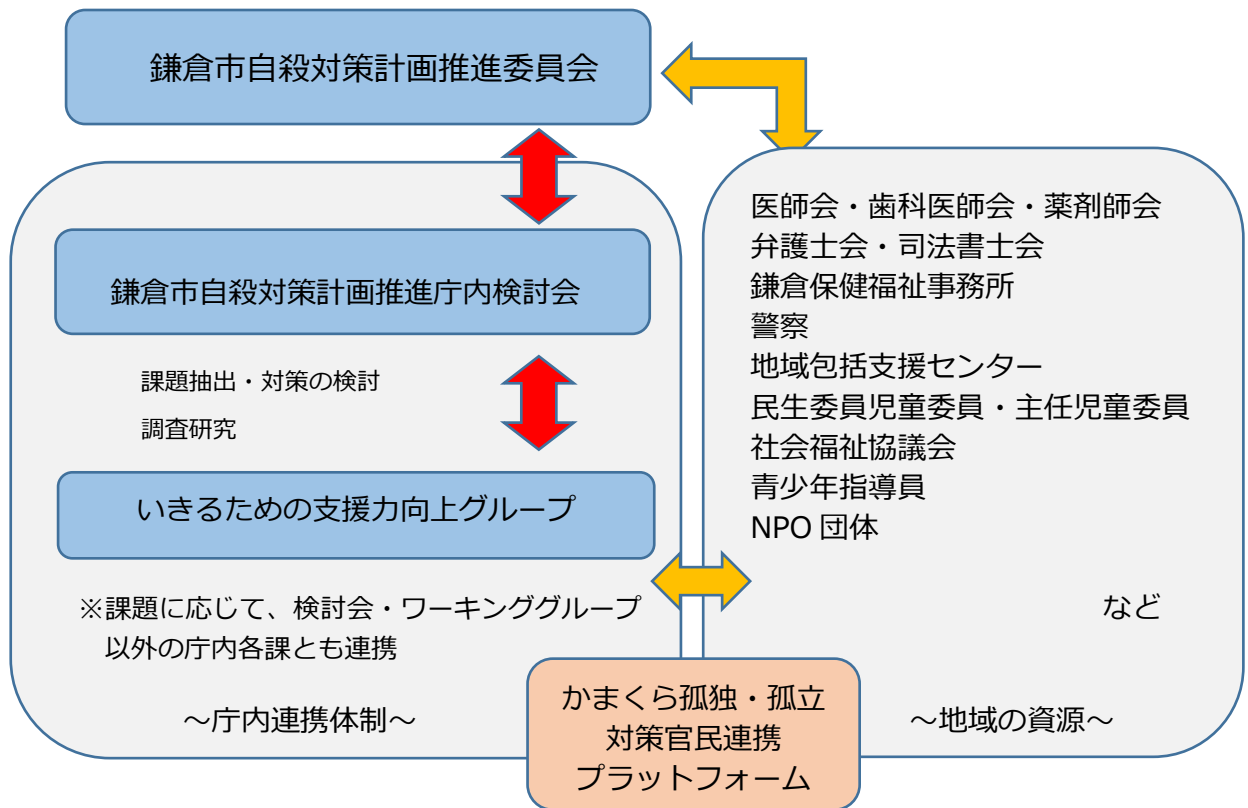 鎌倉市自殺対策計画推進委員会
鎌倉市自殺対策計画推進庁内検討会
課題抽出・対策の検討
調査研究
いきるための支援力向上グループ
※課題に応じて、検討会・ワーキンググループ
以外の庁内各課とも連携
～庁内連携体制～
医師会・歯科医師会・薬剤師会
弁護士会・司法書士会
鎌倉保健福祉事務所
警察
地域包括支援センター
民生委員児童委員・主任児童委員
社会福祉協議会
青少年指導員
NPO 団体
など
～地域の資源～
かまくら孤独・孤立
対策官民連携
プラットフォーム